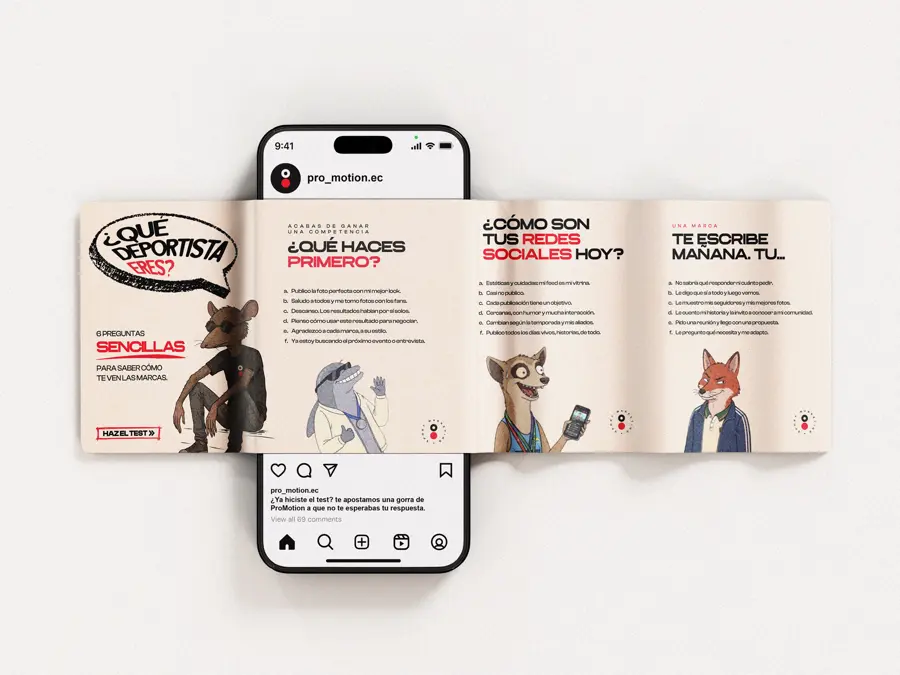 9:41
pro_motion.ec
¿QUÉ
DEPORTISTA
ERES?
6 PREGUNTAS
SENCILLAS
PARA SABER CÓMO
TE VEN LAS MARCAS.
HAZ EL TEST »
ACABAS DE GANAR
UNA COMPETENCIA
¿QUÉ HACES
PRIMERO?
a. Publico la foto perfecta con mi mejor look.
b. Saludo a todos y me tomo fotos con los fans.
c. Descanso. Los resultados hablan por sí solos.
d. Pienso cómo usar este resultado para negociar.
e. Agradezco a cada marca, a su estilo.
f. Ya estoy buscando el próximo evento o entrevista.
¿CÓMO SON
TUS REDES
SOCIALES HOY?
a. Estéticas y cuidadas: mi feed es mi vitrina.
b. Casi no publico.
c. Cada publicación tiene un objetivo.
d. Cercanas, con humor y mucha interacción.
e. Cambian según la temporada y mis aliados.
f. Publico todos los días: vivos, historias, de todo.
UNA MARCA
TE ESCRIBE
MAÑANA. TU...
a. No sabría qué responder ni cuánto pedir.
b. Le digo que sí a todo y luego vemos.
c. Le muestro mis seguidores y mis mejores fotos.
d. Le cuento mi historia y la invito a conocer a mi comunidad.
e. Pido una reunión y llego con una propuesta.
f. Le pregunto qué necesita y me adapto.
pro_motion.ec
¿Ya hiciste el test? te apostamos una gorra de
ProMotion a que no te esperabas tu respuesta.
View all 69 comments